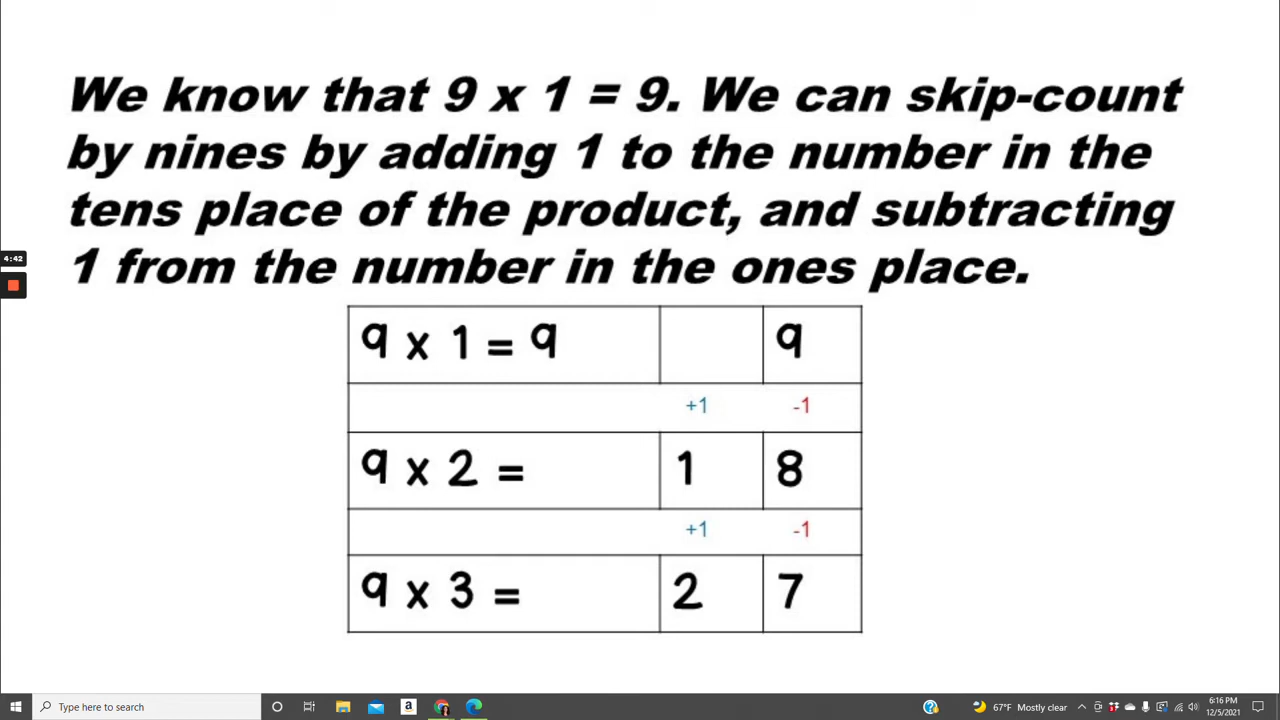 We know that 9 x 1 = 9. We can skip-count
by nines by adding 1 to the number in the
tens place of the product, and subtracting
1 from the number in the ones place.
4:42
9 x 1 = 9 9
+1 -1
9 x 2 = 1 8
+1 -1
9 x 3 = 2 7
Type here to search
a
67°F Mostly clear
6:16 PM
12/5/2021